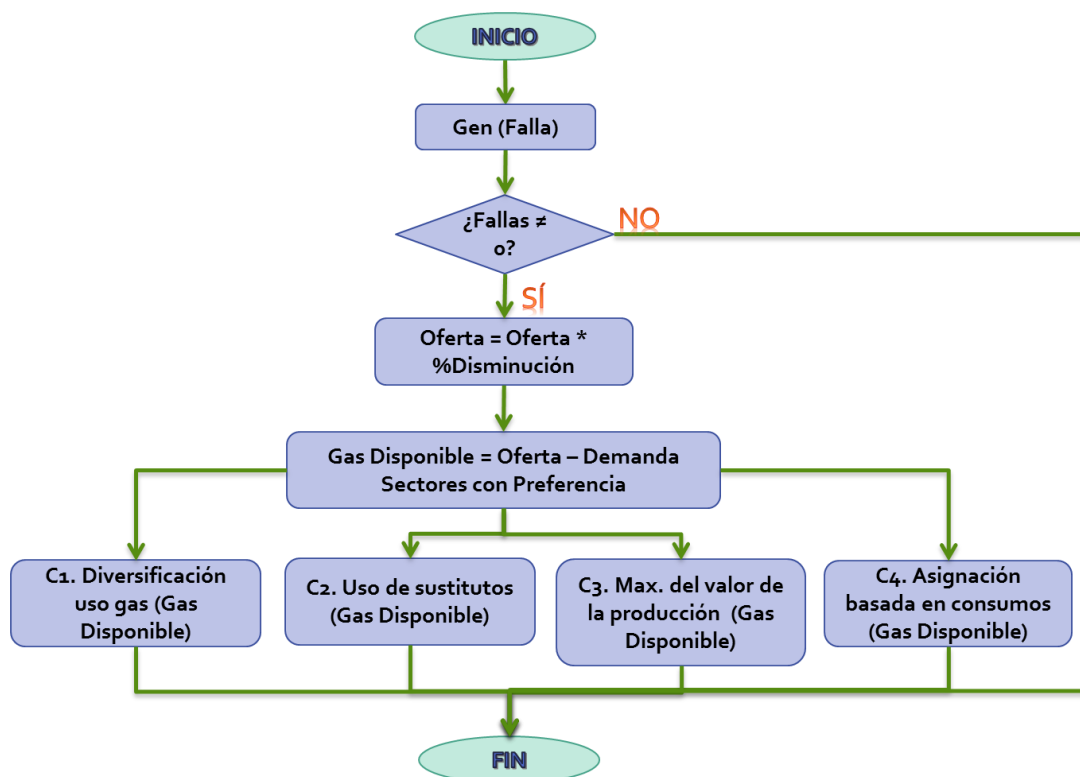 INICIO
Gen (Falla)
¿Fallas ≠
0?
NO
SÍ
Oferta = Oferta *
%Disminución
Gas Disponible = Oferta – Demanda
Sectores con Preferencia
C1. Diversificación
uso gas (Gas
Disponible)
C2. Uso de sustitutos
(Gas Disponible)
C3. Max. del valor de
la producción (Gas
Disponible)
C4. Asignación
basada en consumos
(Gas Disponible)
FIN